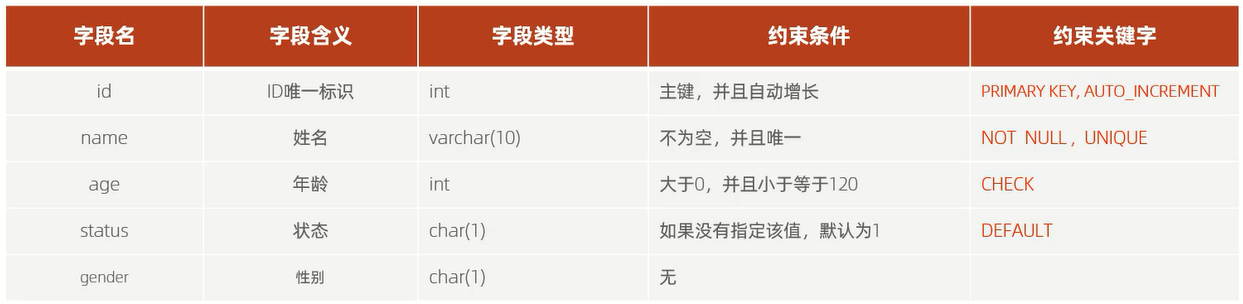 字段名 字段含义 字段类型 约束条件 约束关键字
id ID唯一标识 int 主键，并且自动增长 PRIMARY KEY, AUTO_INCREMENT
name 姓名 varchar(10) 不为空，并且唯一 NOT NULL , UNIQUE
age 年龄 int 大于0，并且小于等于120 CHECK
status 状态 char(1) 如果没有指定该值，默认为1 DEFAULT
gender 性别 char(1) 无